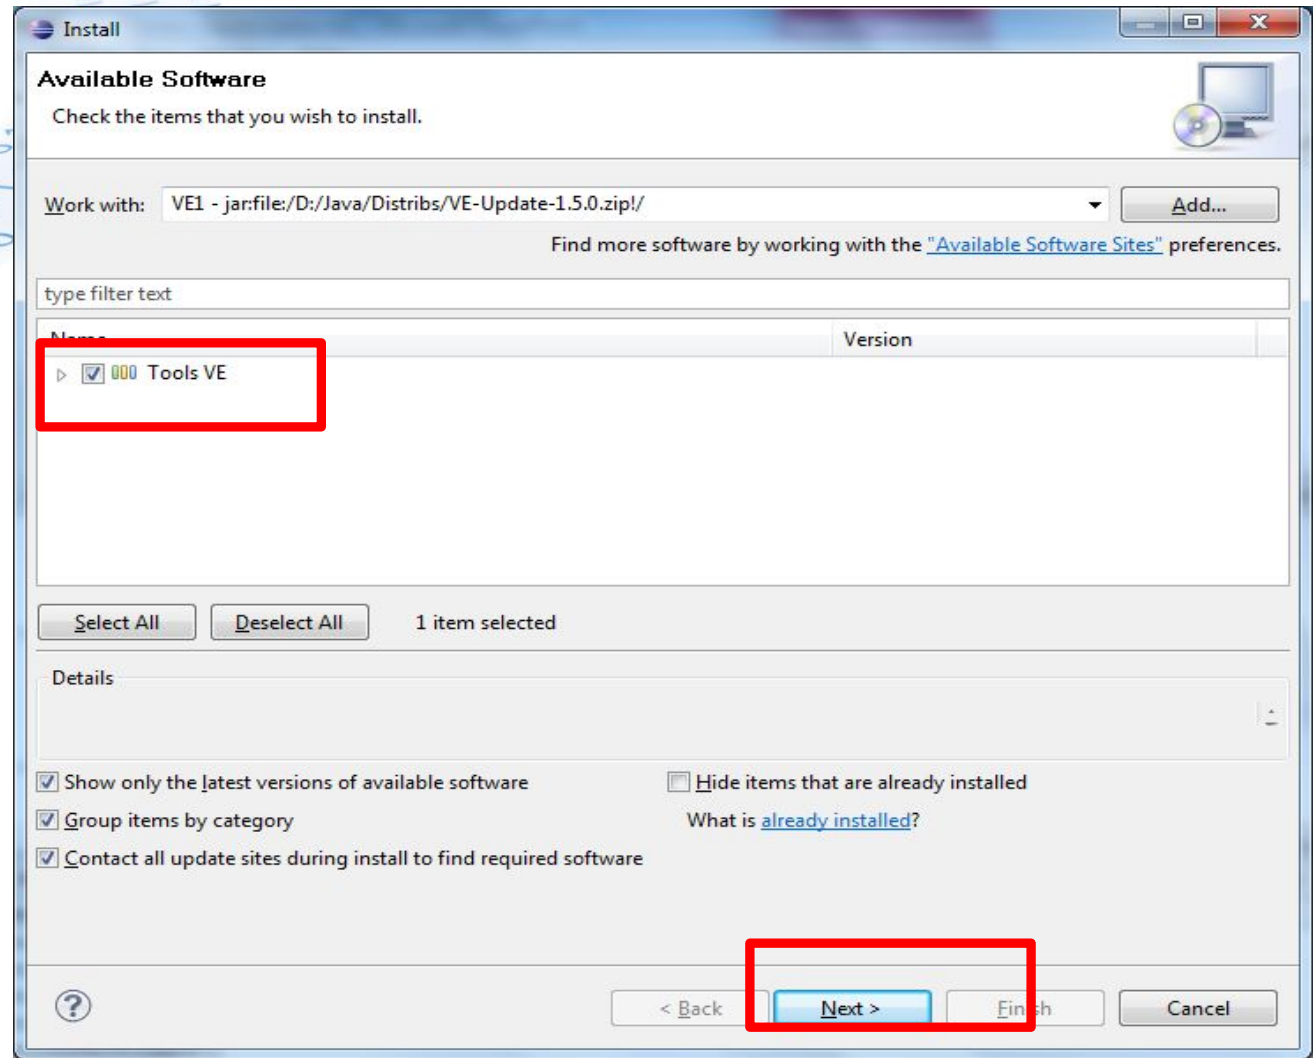 Install
Available Software
Check the items that you wish to install.
Work with: VE1 - jar:file:/D:/Java/Distribs/VE-Update-1.5.0.zip!/ Add...
Find more software by working with the "Available Software Sites" preferences.
type filter text
Name Version
Tools VE
Select All Deselect All 1 item selected
Details
Show only the latest versions of available software Hide items that are already installed
Group items by category What is already installed?
Contact all update sites during install to find required software
? < Back Next > Finish Cancel